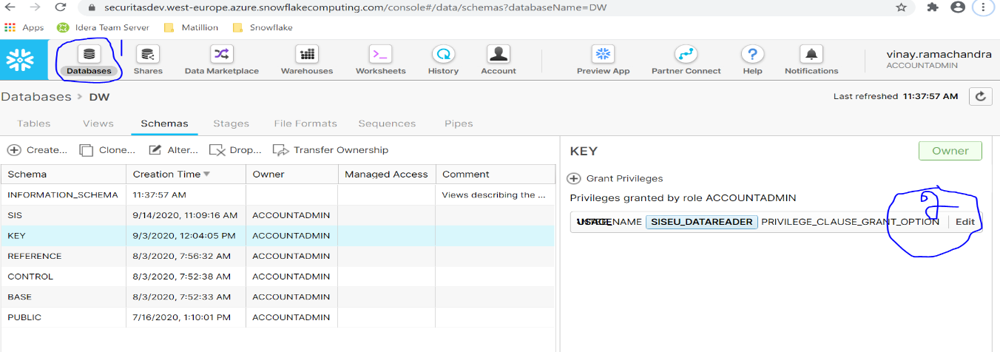 securitasdev.west-europe.azure.snowflakecomputing.com/console#/data/schemas?databaseName=DW
Apps Idera Team Server Matillion Snowflake
Databases Shares Data Marketplace Warehouses Worksheets History Account Preview App Partner Connect Help Notifications
vinay.ramachandra
ACCOUNTADMIN
Databases > DW
Last refreshed 11:37:57 AM
Tables Views Schemas Stages File Formats Sequences Pipes
Create... Clone... Alter... Drop... Transfer Ownership
Schema Creation Time Owner Managed Access Comment
INFORMATION_SCHEMA 11:37:57 AM Views describing the ...
SIS 9/14/2020, 11:09:16 AM ACCOUNTADMIN
KEY 9/3/2020, 12:04:05 PM ACCOUNTADMIN
REFERENCE 8/3/2020, 7:56:32 AM ACCOUNTADMIN
CONTROL 8/3/2020, 7:52:38 AM ACCOUNTADMIN
BASE 8/3/2020, 7:52:33 AM ACCOUNTADMIN
PUBLIC 7/16/2020, 1:10:01 PM ACCOUNTADMIN
KEY
Owner
Grant Privileges
Privileges granted by role ACCOUNTADMIN
USAGE SISEU_DATAREADER PRIVILEGE_CLAUSE_GRANT_OPTION Edit